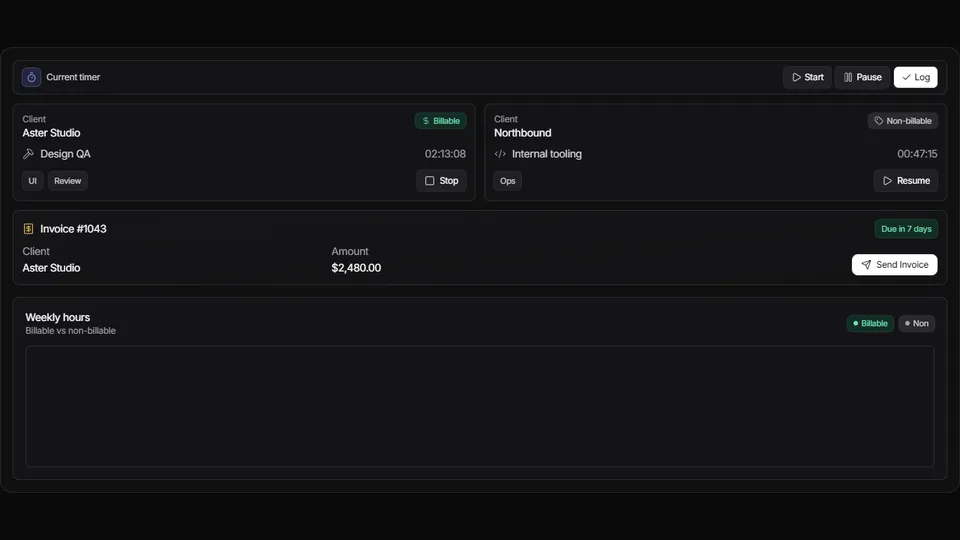 Current timer
Start
Pause
Log
Client
Aster Studio
Billable
Design QA
02:13:08
UI
Review
Stop
Client
Northbound
Non-billable
Internal tooling
00:47:15
Ops
Resume
Invoice #1043
Due in 7 days
Client
Aster Studio
Amount
$2,480.00
Send Invoice
Weekly hours
Billable vs non-billable
Billable
Non